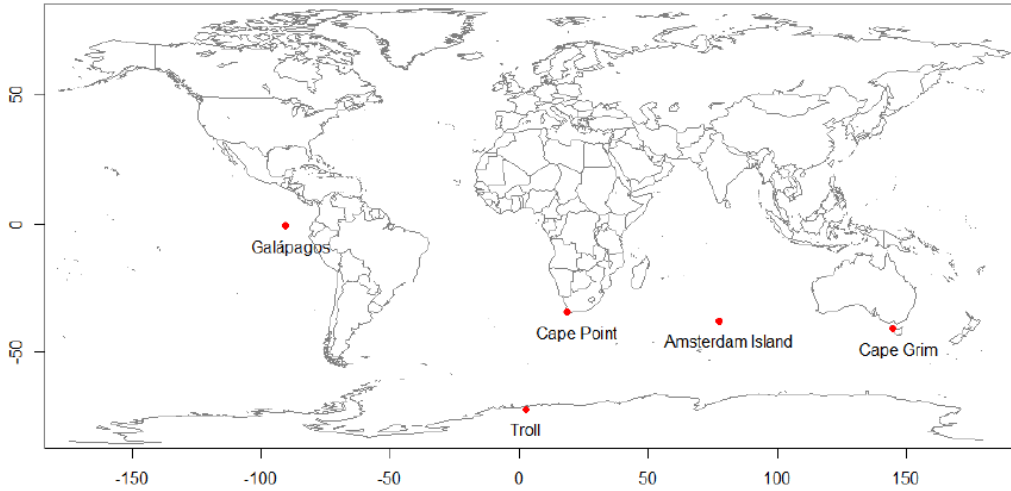 50
0
-50
Galápagos
Cape Point
Amsterdam Island
Cape Grim
Troll
-150 -100 -50 0 50 100 150